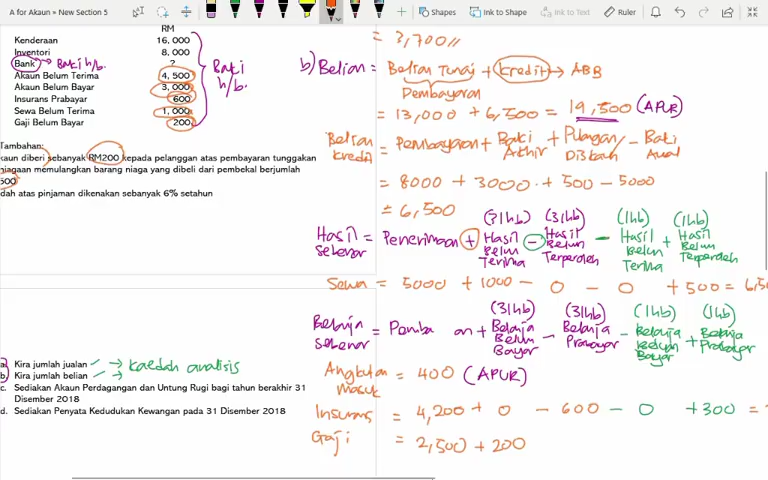 A for Akaun » New Section 5
Shapes
Ink to Shape
Ink to Text
Ruler
RM
Kenderaan 16, 000
Inventori 8, 000
Bank ? → Baki h/b.
Akaun Belum Terima 4, 500
Akaun Belum Bayar 3, 000
Insurans Prabayar 600
Sewa Belum Terima 1, 000
Gaji Belum Bayar 200
Baki
h/b.
Tambahan:
kaun diberi sebanyak RM200 kepada pelanggan atas pembayaran tunggakan
niagaan memulangkan barang niaga yang dibeli dari pembekal berjumlah
500
dah atas pinjaman dikenakan sebanyak 6% setahun
a. Kira jumlah jualan → kaedah analisis
b. Kira jumlah belian →
c. Sediakan Akaun Perdagangan dan Untung Rugi bagi tahun berakhir 31
Disember 2018
d. Sediakan Penyata Kedudukan Kewangan pada 31 Disember 2018
= 3,700 //
b) Belian = Belian Tunai + kredit → ABB
Pembayaran
= 13,000 + 6,500 = 19,500 (APUR)
Belian kredit = Pembayaran + Baki Akhir + Pulangan/ Diskaun - Baki Awal
= 8000 + 3000 + 500 - 5000
= 6,500
(31hb) (31hb) (1hb) (1hb)
Hasil sebenar = Penerimaan + Hasil Belum Terima - Hasil Belum Terperoleh - Hasil Belum Terima + Hasil Belum Terperoleh
Sewa = 5000 + 1000 - 0 - 0 + 500 = 6,50
(31hb) (31hb) (1hb) (1hb)
Belanja sebenar = Pemba an + Belanja Belum Bayar - Belanja Prabayar - Belanja Belum Bayar + Belanja Prabayar
Angkutan masuk = 400 (APUR)
Insurans = 4,200 + 0 - 600 - 0 + 300 =
Gaji = 2,500 + 200